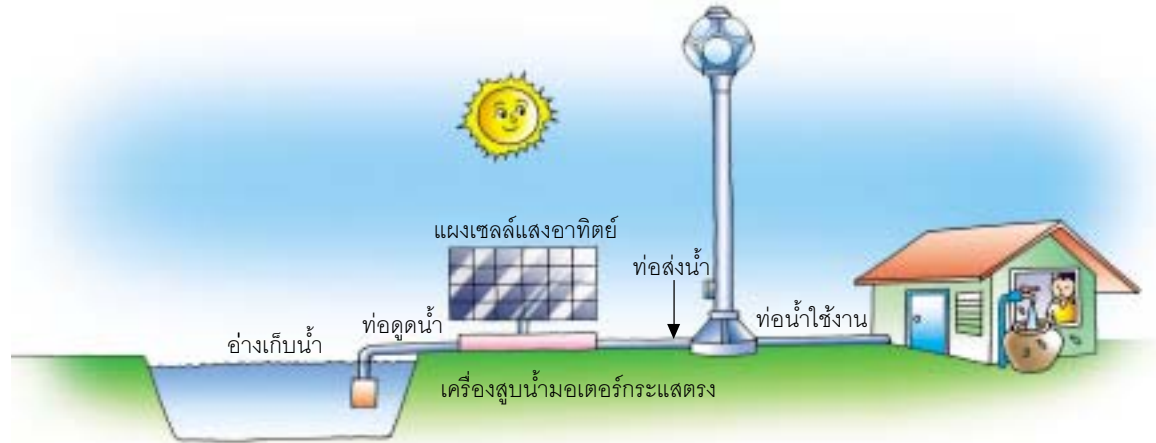 แผงเซลล์แสงอาทิตย์
ท่อส่งน้ำ
ท่อดูดน้ำ
ท่อน้ำใช้งาน
อ่างเก็บน้ำ
เครื่องสูบน้ำมอเตอร์กระแสตรง